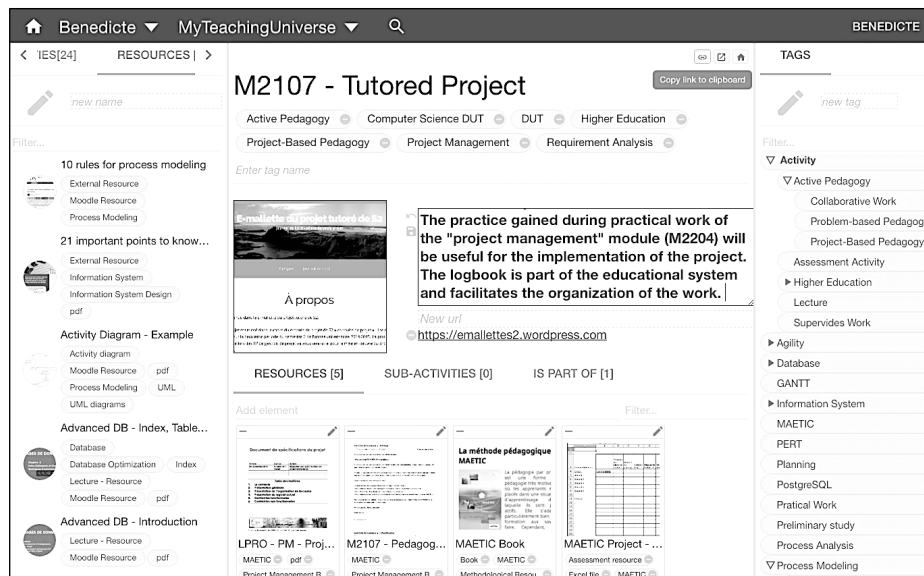 Benedicte MyTeachingUniverse BENEDICTE
IES[24] RESOURCES
new name
Filter...
10 rules for process modeling
External Resource
Moodle Resource
Process Modeling
21 important points to know...
External Resource
Information System
Information System Design
pdf
Activity Diagram - Example
Activity diagram
Moodle Resource pdf
Process Modeling UML
UML diagrams
Advanced DB - Index, Table...
Database
Database Optimization Index
Lecture - Resource
Moodle Resource pdf
Advanced DB - Introduction
Lecture - Resource
Moodle Resource pdf
Copy link to clipboard
M2107 - Tutored Project
Active Pedagogy Computer Science DUT DUT Higher Education
Project-Based Pedagogy Project Management Requirement Analysis
Enter tag name
E-mallette du projet tutoré de S2
À propos
The practice gained during practical work of
the "project management" module (M2204) will
be useful for the implementation of the project.
The logbook is part of the educational system
and facilitates the organization of the work.
New url
https://emallettes2.wordpress.com
RESOURCES [5] SUB-ACTIVITIES [0] IS PART OF [1]
Add element Filter...
Document de spécifications du projet
La méthode pédagogique
MAETIC
LPRO - PM - Proj... M2107 - Pedagog... MAETIC Book MAETIC Project - ...
MAETIC pdf MAETIC Book MAETIC Assessment resource
Project Management R Project Management R Methodological Resou Excel file MAETIC
TAGS
new tag
Filter...
Activity
Active Pedagogy
Collaborative Work
Problem-based Pedagog
Project-Based Pedagogy
Assessment Activity
Higher Education
Lecture
Supervides Work
Agility
Database
GANTT
Information System
MAETIC
PERT
Planning
PostgreSQL
Pratical Work
Preliminary study
Process Analysis
Process Modeling